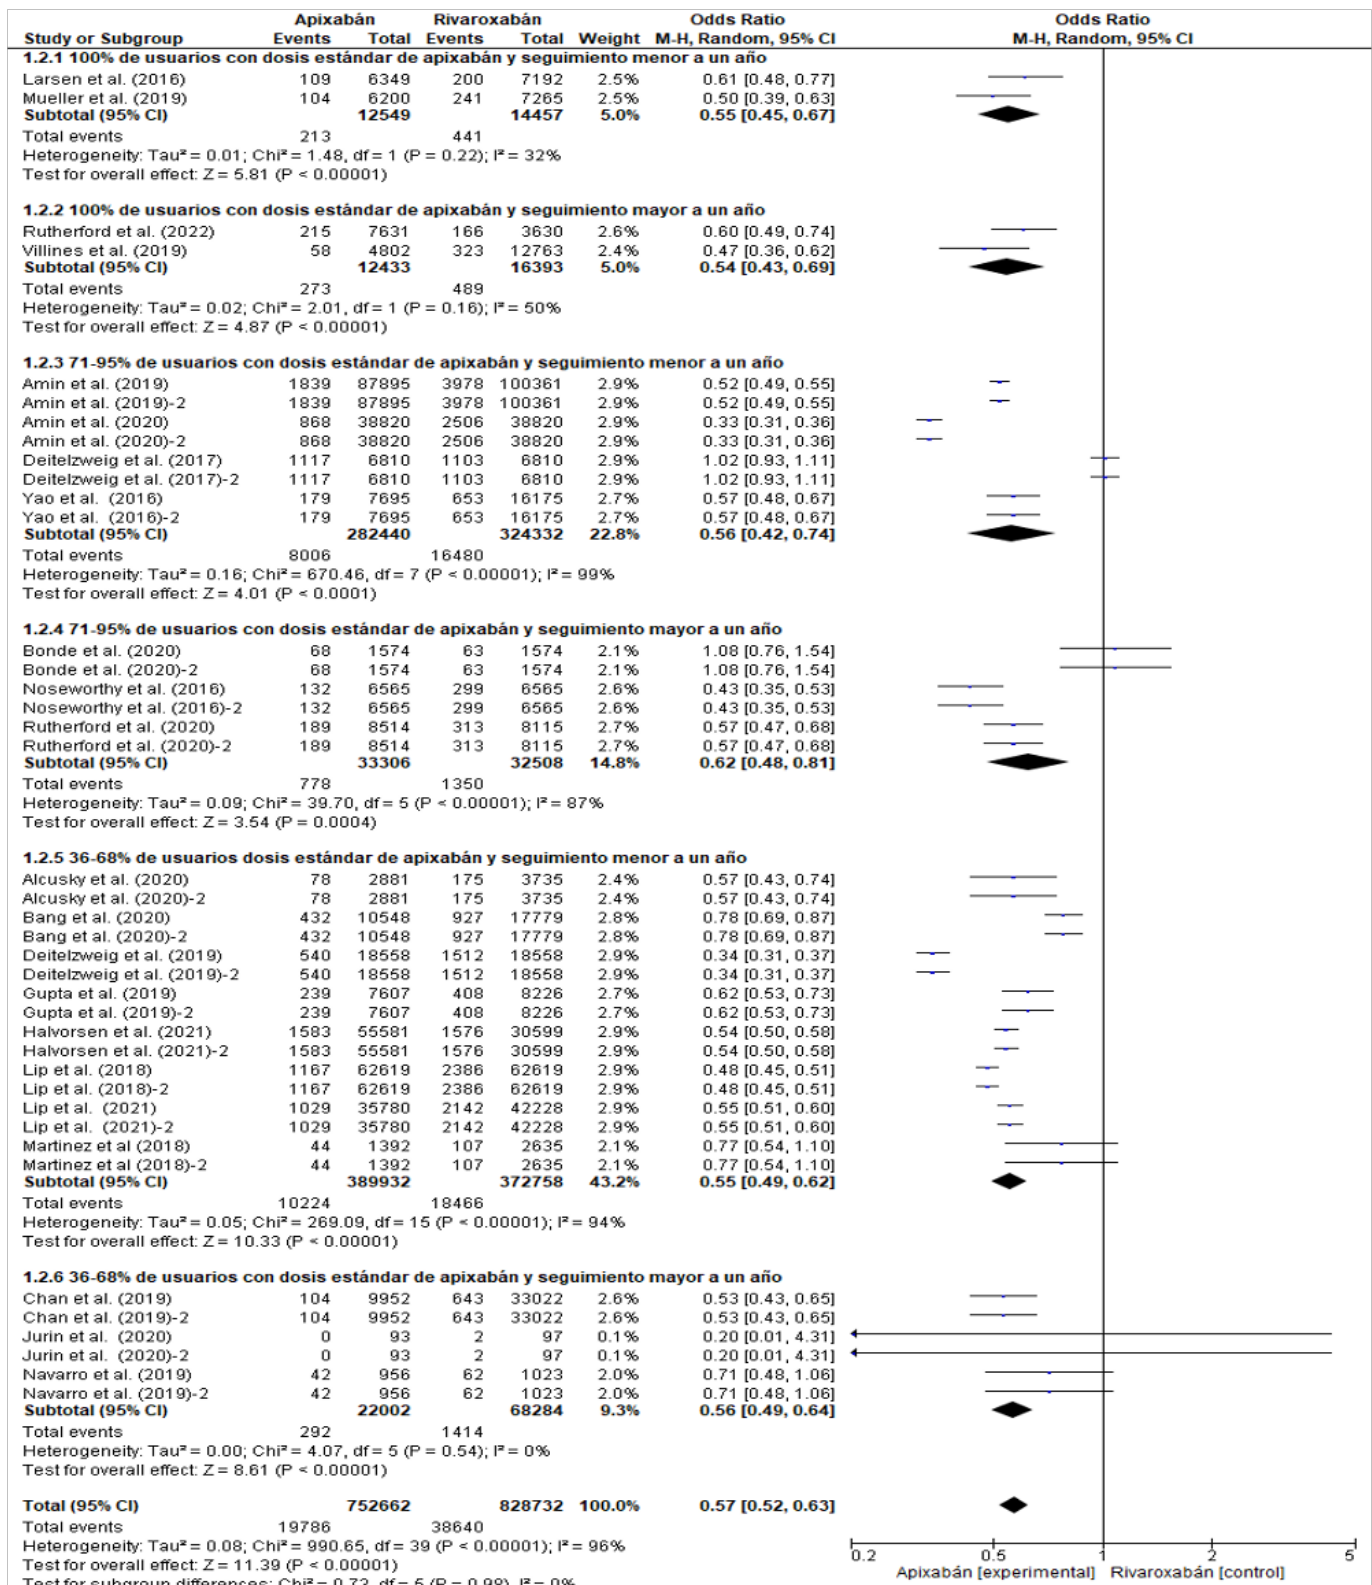 Apixabán Rivaroxabán Odds Ratio Odds Ratio
Study or Subgroup Events Total Events Total Weight M-H, Random, 95% CI M-H, Random, 95% CI
1.2.1 100% de usuarios con dosis estándar de apixabán y seguimiento menor a un año
Larsen et al. (2016) 109 6349 200 7192 2.5% 0.61 [0.48, 0.77]
Mueller et al. (2019) 104 6200 241 7265 2.5% 0.50 [0.39, 0.63]
Subtotal (95% CI) 12549 14457 5.0% 0.55 [0.45, 0.67]
Total events 213 441
Heterogeneity: Tau² = 0.01; Chi² = 1.48, df = 1 (P = 0.22); I² = 32%
Test for overall effect: Z = 5.81 (P < 0.00001)
1.2.2 100% de usuarios con dosis estándar de apixabán y seguimiento mayor a un año
Rutherford et al. (2022) 215 7631 166 3630 2.6% 0.60 [0.49, 0.74]
Villines et al. (2019) 58 4802 323 12763 2.4% 0.47 [0.36, 0.62]
Subtotal (95% CI) 12433 16393 5.0% 0.54 [0.43, 0.69]
Total events 273 489
Heterogeneity: Tau² = 0.02; Chi² = 2.01, df = 1 (P = 0.16); I² = 50%
Test for overall effect: Z = 4.87 (P < 0.00001)
1.2.3 71-95% de usuarios con dosis estándar de apixabán y seguimiento menor a un año
Amin et al. (2019) 1839 87895 3978 100361 2.9% 0.52 [0.49, 0.55]
Amin et al. (2019)-2 1839 87895 3978 100361 2.9% 0.52 [0.49, 0.55]
Amin et al. (2020) 868 38820 2506 38820 2.9% 0.33 [0.31, 0.36]
Amin et al. (2020)-2 868 38820 2506 38820 2.9% 0.33 [0.31, 0.36]
Deitelzweig et al. (2017) 1117 6810 1103 6810 2.9% 1.02 [0.93, 1.11]
Deitelzweig et al. (2017)-2 1117 6810 1103 6810 2.9% 1.02 [0.93, 1.11]
Yao et al. (2016) 179 7695 653 16175 2.7% 0.57 [0.48, 0.67]
Yao et al. (2016)-2 179 7695 653 16175 2.7% 0.57 [0.48, 0.67]
Subtotal (95% CI) 282440 324332 22.8% 0.56 [0.42, 0.74]
Total events 8006 16480
Heterogeneity: Tau² = 0.16; Chi² = 670.46, df = 7 (P < 0.00001); I² = 99%
Test for overall effect: Z = 4.01 (P < 0.0001)
1.2.4 71-95% de usuarios con dosis estándar de apixabán y seguimiento mayor a un año
Bonde et al. (2020) 68 1574 63 1574 2.1% 1.08 [0.76, 1.54]
Bonde et al. (2020)-2 68 1574 63 1574 2.1% 1.08 [0.76, 1.54]
Noseworthy et al. (2016) 132 6565 299 6565 2.6% 0.43 [0.35, 0.53]
Noseworthy et al. (2016)-2 132 6565 299 6565 2.6% 0.43 [0.35, 0.53]
Rutherford et al. (2020) 189 8514 313 8115 2.7% 0.57 [0.47, 0.68]
Rutherford et al. (2020)-2 189 8514 313 8115 2.7% 0.57 [0.47, 0.68]
Subtotal (95% CI) 33306 32508 14.8% 0.62 [0.48, 0.81]
Total events 778 1350
Heterogeneity: Tau² = 0.09; Chi² = 39.70, df = 5 (P < 0.00001); I² = 87%
Test for overall effect: Z = 3.54 (P = 0.0004)
1.2.5 36-68% de usuarios dosis estándar de apixabán y seguimiento menor a un año
Alcusky et al. (2020) 78 2881 175 3735 2.4% 0.57 [0.43, 0.74]
Alcusky et al. (2020)-2 78 2881 175 3735 2.4% 0.57 [0.43, 0.74]
Bang et al. (2020) 432 10548 927 17779 2.8% 0.78 [0.69, 0.87]
Bang et al. (2020)-2 432 10548 927 17779 2.8% 0.78 [0.69, 0.87]
Deitelzweig et al. (2019) 540 18558 1512 18558 2.9% 0.34 [0.31, 0.37]
Deitelzweig et al. (2019)-2 540 18558 1512 18558 2.9% 0.34 [0.31, 0.37]
Gupta et al. (2019) 239 7607 408 8226 2.7% 0.62 [0.53, 0.73]
Gupta et al. (2019)-2 239 7607 408 8226 2.7% 0.62 [0.53, 0.73]
Halvorsen et al. (2021) 1583 55581 1576 30599 2.9% 0.54 [0.50, 0.58]
Halvorsen et al. (2021)-2 1583 55581 1576 30599 2.9% 0.54 [0.50, 0.58]
Lip et al. (2018) 1167 62619 2386 62619 2.9% 0.48 [0.45, 0.51]
Lip et al. (2018)-2 1167 62619 2386 62619 2.9% 0.48 [0.45, 0.51]
Lip et al. (2021) 1029 35780 2142 42228 2.9% 0.55 [0.51, 0.60]
Lip et al. (2021)-2 1029 35780 2142 42228 2.9% 0.55 [0.51, 0.60]
Martinez et al (2018) 44 1392 107 2635 2.1% 0.77 [0.54, 1.10]
Martinez et al (2018)-2 44 1392 107 2635 2.1% 0.77 [0.54, 1.10]
Subtotal (95% CI) 389932 372758 43.2% 0.55 [0.49, 0.62]
Total events 10224 18466
Heterogeneity: Tau² = 0.05; Chi² = 269.09, df = 15 (P < 0.00001); I² = 94%
Test for overall effect: Z = 10.33 (P < 0.00001)
1.2.6 36-68% de usuarios con dosis estándar de apixabán y seguimiento mayor a un año
Chan et al. (2019) 104 9952 643 33022 2.6% 0.53 [0.43, 0.65]
Chan et al. (2019)-2 104 9952 643 33022 2.6% 0.53 [0.43, 0.65]
Jurin et al. (2020) 0 93 2 97 0.1% 0.20 [0.01, 4.31]
Jurin et al. (2020)-2 0 93 2 97 0.1% 0.20 [0.01, 4.31]
Navarro et al. (2019) 42 956 62 1023 2.0% 0.71 [0.48, 1.06]
Navarro et al. (2019)-2 42 956 62 1023 2.0% 0.71 [0.48, 1.06]
Subtotal (95% CI) 22002 68284 9.3% 0.56 [0.49, 0.64]
Total events 292 1414
Heterogeneity: Tau² = 0.00; Chi² = 4.07, df = 5 (P = 0.54); I² = 0%
Test for overall effect: Z = 8.61 (P < 0.00001)
Total (95% CI) 752662 828732 100.0% 0.57 [0.52, 0.63]
Total events 19786 38640
Heterogeneity: Tau² = 0.08; Chi² = 990.65, df = 39 (P < 0.00001); I² = 96%
Test for overall effect: Z = 11.39 (P < 0.00001)
Test for subgroup differences: Chi² = 0.73, df = 5 (P = 0.98), I² = 0%
0.2 0.5 1 2 5
Apixabán [experimental] Rivaroxabán [control]